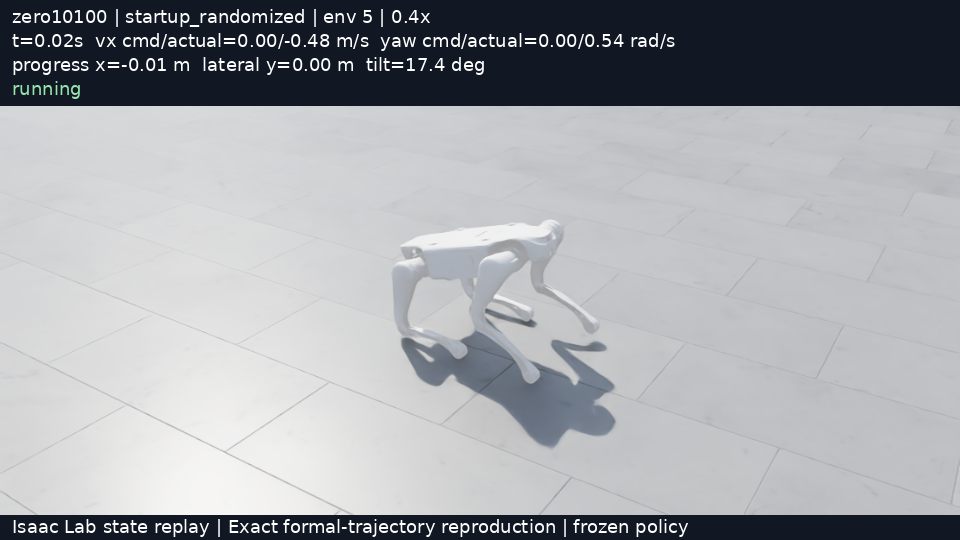 zero10100 | startup_randomized | env 5 | 0.4x
t=0.02s  vx cmd/actual=0.00/-0.48 m/s  yaw cmd/actual=0.00/0.54 rad/s
progress x=-0.01 m  lateral y=0.00 m  tilt=17.4 deg
running
Isaac Lab state replay | Exact formal-trajectory reproduction | frozen policy